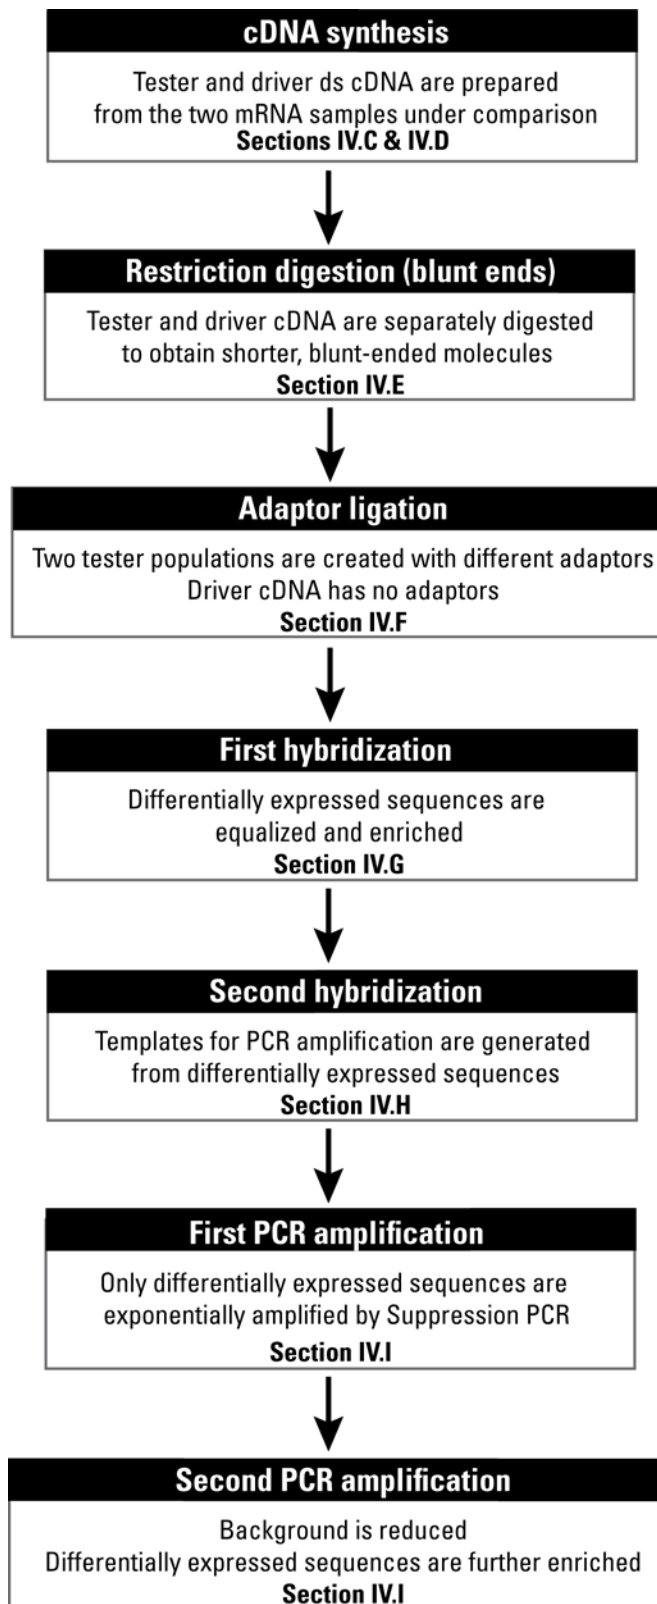 cDNA synthesis
Tester and driver ds cDNA are prepared
from the two mRNA samples under comparison
Sections IV.C & IV.D
Restriction digestion (blunt ends)
Tester and driver cDNA are separately digested
to obtain shorter, blunt-ended molecules
Section IV.E
Adaptor ligation
Two tester populations are created with different adaptors
Driver cDNA has no adaptors
Section IV.F
First hybridization
Differentially expressed sequences are
equalized and enriched
Section IV.G
Second hybridization
Templates for PCR amplification are generated
from differentially expressed sequences
Section IV.H
First PCR amplification
Only differentially expressed sequences are
exponentially amplified by Suppression PCR
Section IV.I
Second PCR amplification
Background is reduced
Differentially expressed sequences are further enriched
Section IV.I